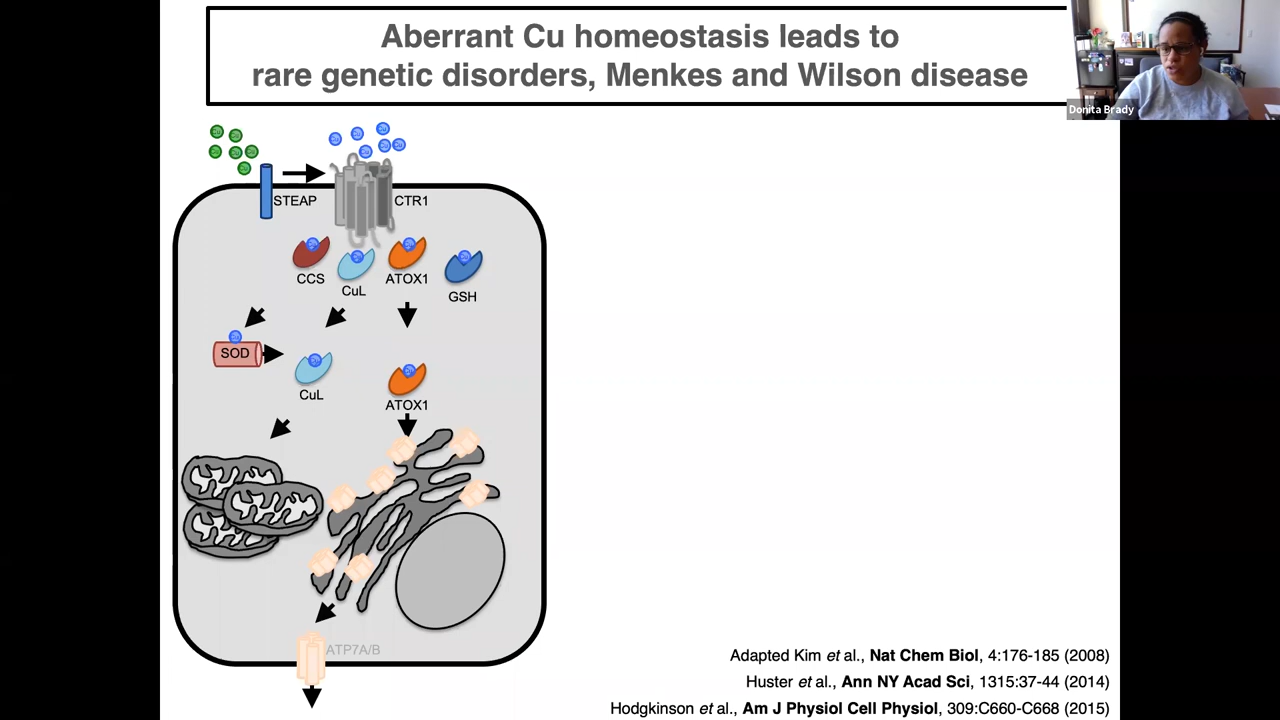 Aberrant Cu homeostasis leads to
rare genetic disorders, Menkes and Wilson disease
Donita Brady
STEAP
CTR1
CCS
CuL
ATOX1
GSH
SOD
CuL
ATOX1
ATP7A/B
Adapted Kim et al., Nat Chem Biol, 4:176-185 (2008)
Huster et al., Ann NY Acad Sci, 1315:37-44 (2014)
Hodgkinson et al., Am J Physiol Cell Physiol, 309:C660-C668 (2015)